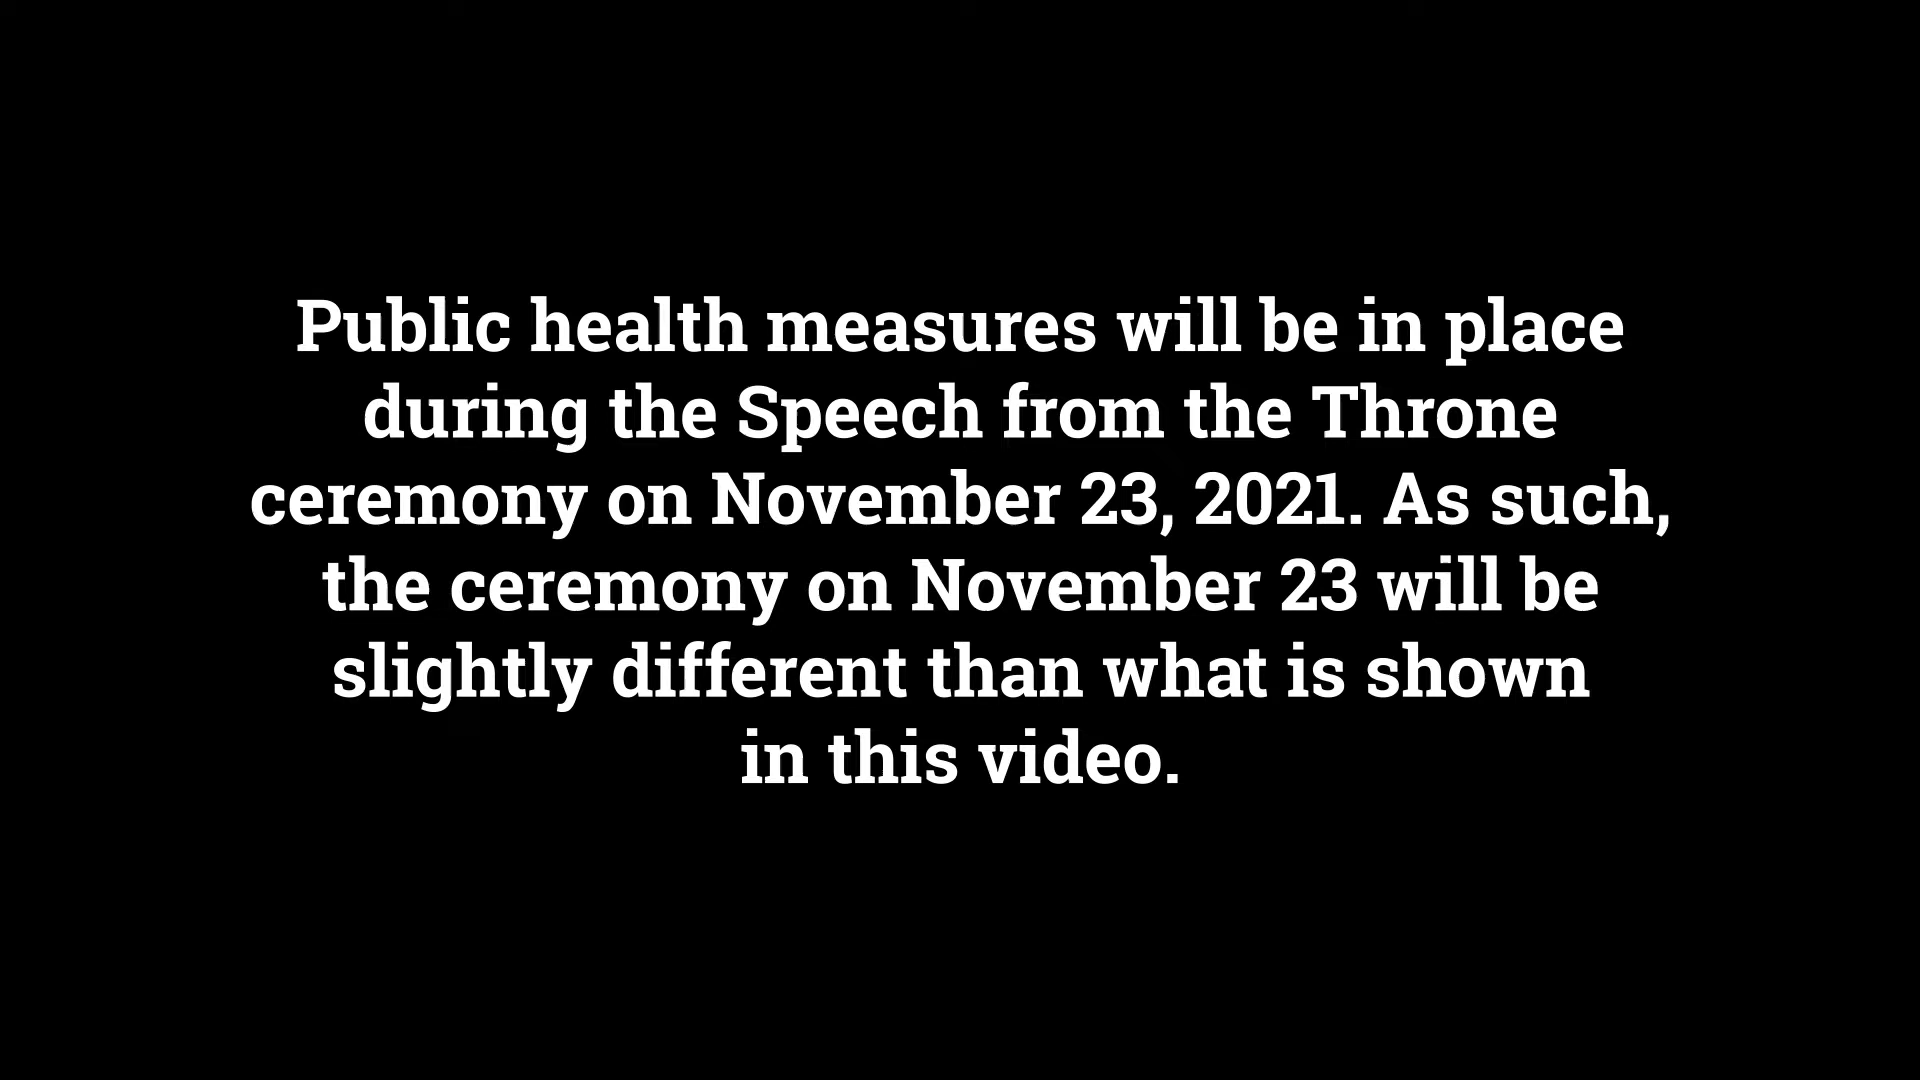 Public health measures will be in place
during the Speech from the Throne
ceremony on November 23, 2021. As such,
the ceremony on November 23 will be
slightly different than what is shown
in this video.